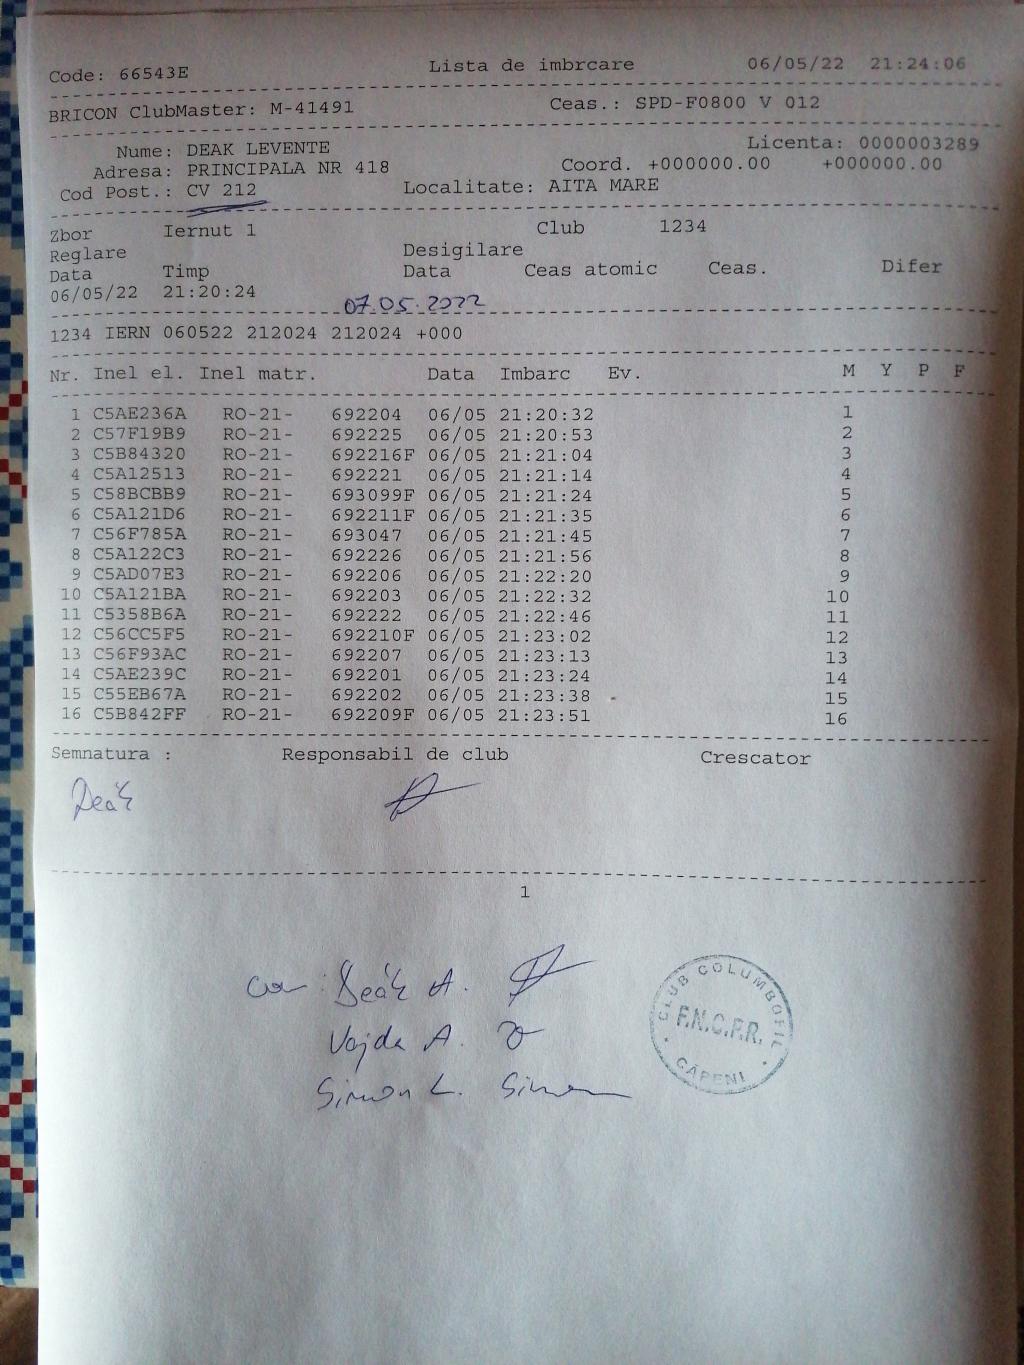 Code: 66543E Lista de imbrcare 06/05/22 21:24:06
BRICON ClubMaster: M-41491 Ceas.: SPD-F0800 V 012
Nume: DEAK LEVENTE Licenta: 0000003289
Adresa: PRINCIPALA NR 418 Coord. +000000.00 +000000.00
Cod Post.: CV 212 Localitate: AITA MARE
Zbor Iernut 1 Club 1234
Reglare Desigilare
Data Timp Data Ceas atomic Ceas. Difer
06/05/22 21:20:24
07.05.2022
1234 IERN 060522 212024 212024 +000
Nr. Inel el. Inel matr. Data Imbarc Ev. M Y P F
1 C5AE236A RO-21- 692204 06/05 21:20:32 1
2 C57F19B9 RO-21- 692225 06/05 21:20:53 2
3 C5B84320 RO-21- 692216F 06/05 21:21:04 3
4 C5A12513 RO-21- 692221 06/05 21:21:14 4
5 C58BCBB9 RO-21- 693099F 06/05 21:21:24 5
6 C5A121D6 RO-21- 692211F 06/05 21:21:35 6
7 C56F785A RO-21- 693047 06/05 21:21:45 7
8 C5A122C3 RO-21- 692226 06/05 21:21:56 8
9 C5AD07E3 RO-21- 692206 06/05 21:22:20 9
10 C5A121BA RO-21- 692203 06/05 21:22:32 10
11 C5358B6A RO-21- 692222 06/05 21:22:46 11
12 C56CC5F5 RO-21- 692210F 06/05 21:23:02 12
13 C56F93AC RO-21- 692207 06/05 21:23:13 13
14 C5AE239C RO-21- 692201 06/05 21:23:24 14
15 C55EB67A RO-21- 692202 06/05 21:23:38 15
16 C5B842FF RO-21- 692209F 06/05 21:23:51 16
Semnatura : Responsabil de club Crescator
Deák
1
Deák A.
Vajda A.
Simon L. Simon
CLUB COLUMBOFIL
F.N.C.F.R.
CĂPENI